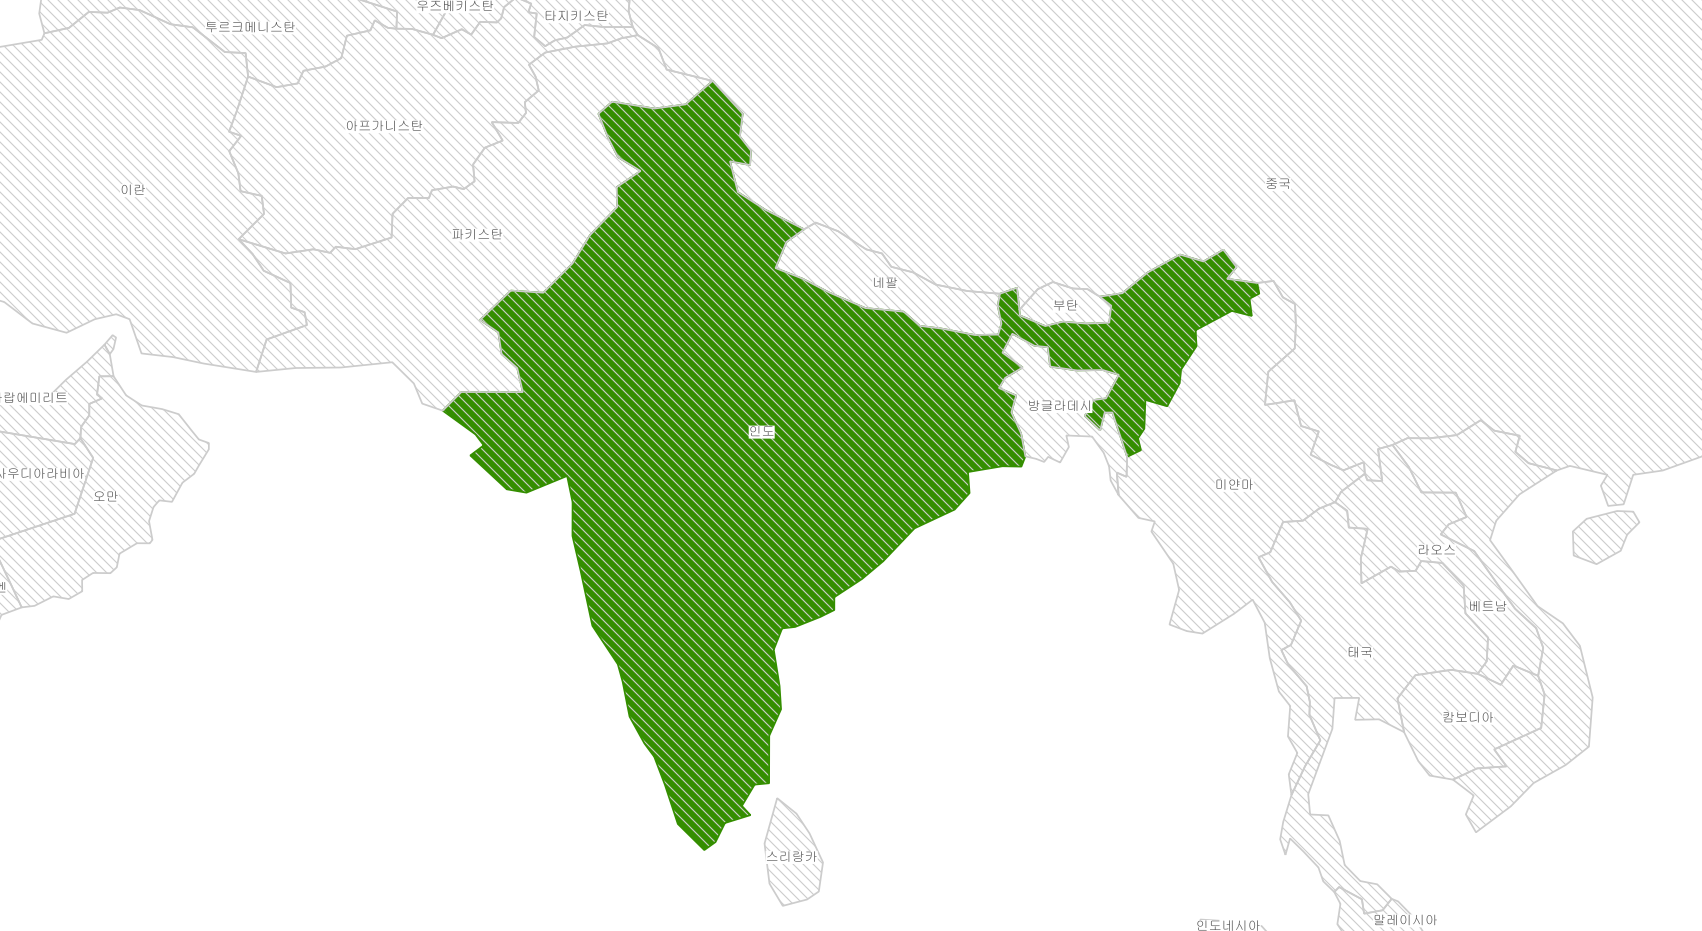 우즈베키스탄
타지키스탄
투르크메니스탄
아프가니스탄
중국
이란
파키스탄
네팔
부탄
랍에미리트
방글라데시
인도
사우디아라비아
미얀마
오만
라오스
멘
베트남
태국
캄보디아
스리랑카
말레이시아
인도네시아